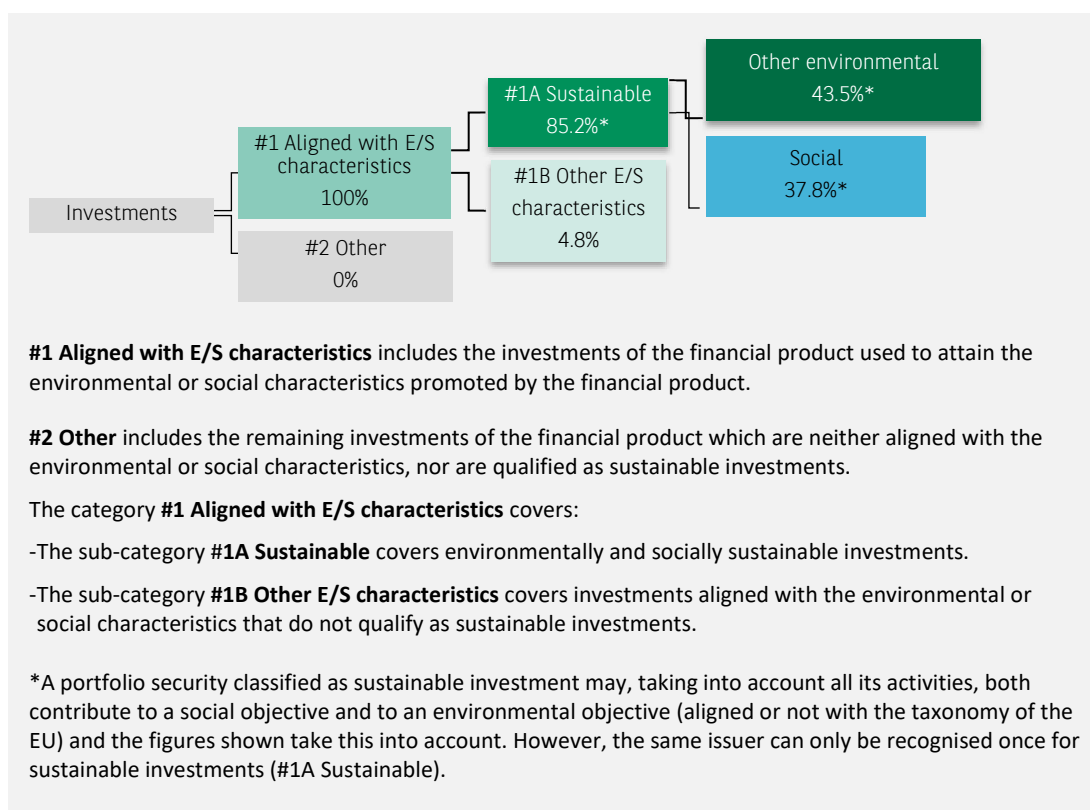 Investments
#1 Aligned with E/S
characteristics
100%
#2 Other
0%
#1A Sustainable
85.2%*
#1B Other E/S
characteristics
4.8%
Other environmental
43.5%*
Social
37.8%*
#1 Aligned with E/S characteristics includes the investments of the financial product used to attain the
environmental or social characteristics promoted by the financial product.
#2 Other includes the remaining investments of the financial product which are neither aligned with the
environmental or social characteristics, nor are qualified as sustainable investments.
The category #1 Aligned with E/S characteristics covers:
-The sub-category #1A Sustainable covers environmentally and socially sustainable investments.
-The sub-category #1B Other E/S characteristics covers investments aligned with the environmental or
social characteristics that do not qualify as sustainable investments.
*A portfolio security classified as sustainable investment may, taking into account all its activities, both
contribute to a social objective and to an environmental objective (aligned or not with the taxonomy of the
EU) and the figures shown take this into account. However, the same issuer can only be recognised once for
sustainable investments (#1A Sustainable).